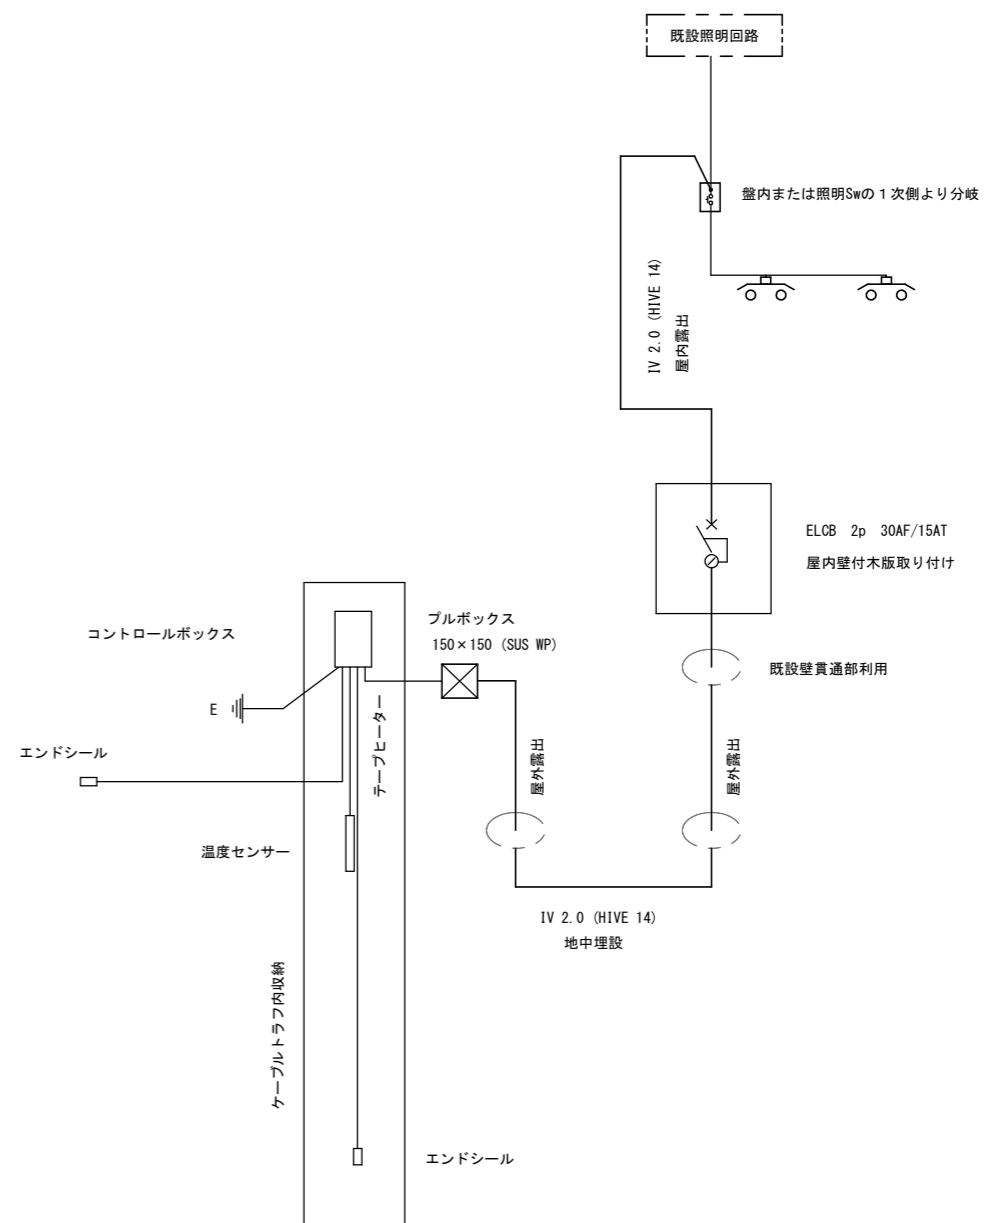 既設照明回路
盤内または照明Swの１次側より分岐
IV 2.0 (HIVE 14)
屋内露出
ELCB 2p 30AF/15AT
屋内壁付木版取り付け
既設壁貫通部利用
プルボックス
150×150 (SUS WP)
コントロールボックス
E
テープヒーター
エンドシール
屋外露出
屋外露出
温度センサー
IV 2.0 (HIVE 14)
地中埋設
ケーブルトラフ内収納
エンドシール